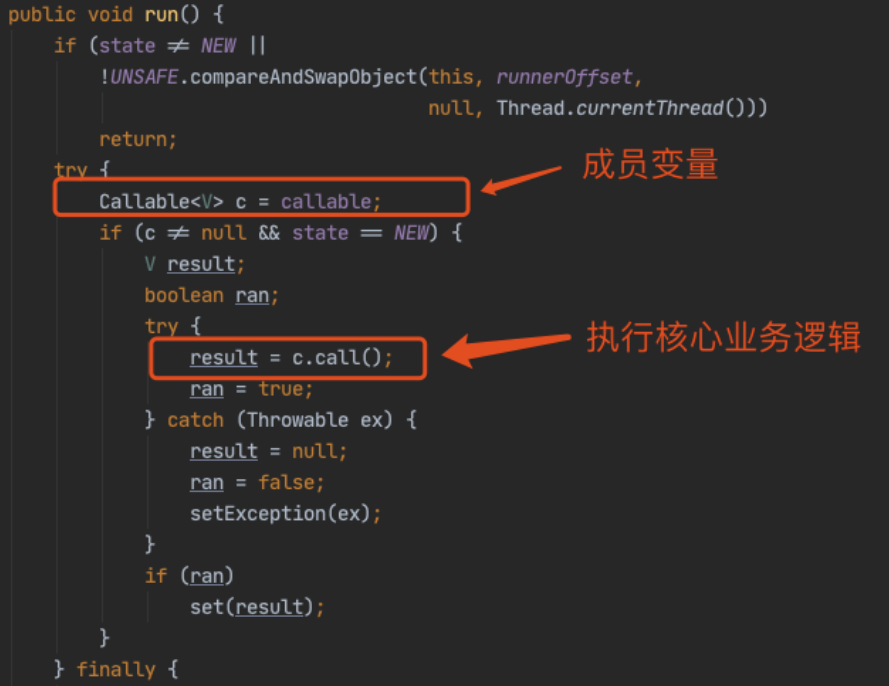 public void run() {
if (state ≠ NEW ||
!UNSAFE.compareAndSwapObject(this, runnerOffset,
null, Thread.currentThread()))
return;
try {
成员变量
Callable<V> c = callable;
if (c ≠ null && state == NEW) {
V result;
boolean ran;
try {
执行核心业务逻辑
result = c.call();
ran = true;
} catch (Throwable ex) {
result = null;
ran = false;
setException(ex);
}
if (ran)
set(result);
}
} finally {